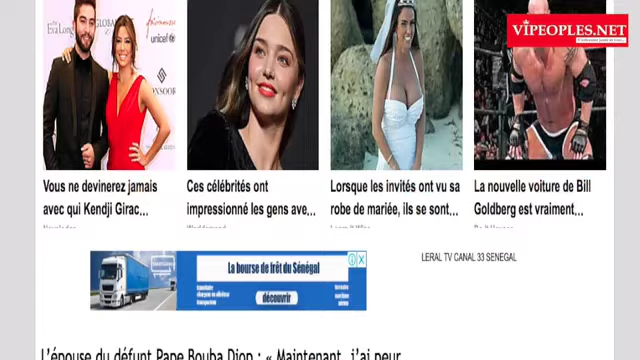 VIPEOPLES.NET
Vous ne devinerez jamais
avec qui Kendji Girac...
Ces célébrités ont
impressionné les gens ave...
Lorsque les invités ont vu sa
robe de mariée, ils se sont...
La nouvelle voiture de Bill
Goldberg est vraiment...
La bourse de frêt du Sénégal
découvrir
LERAL TV CANAL 33 SENEGAL
L'épouse du défunt Pape Bouba Diop : « Maintenant, j'ai peur